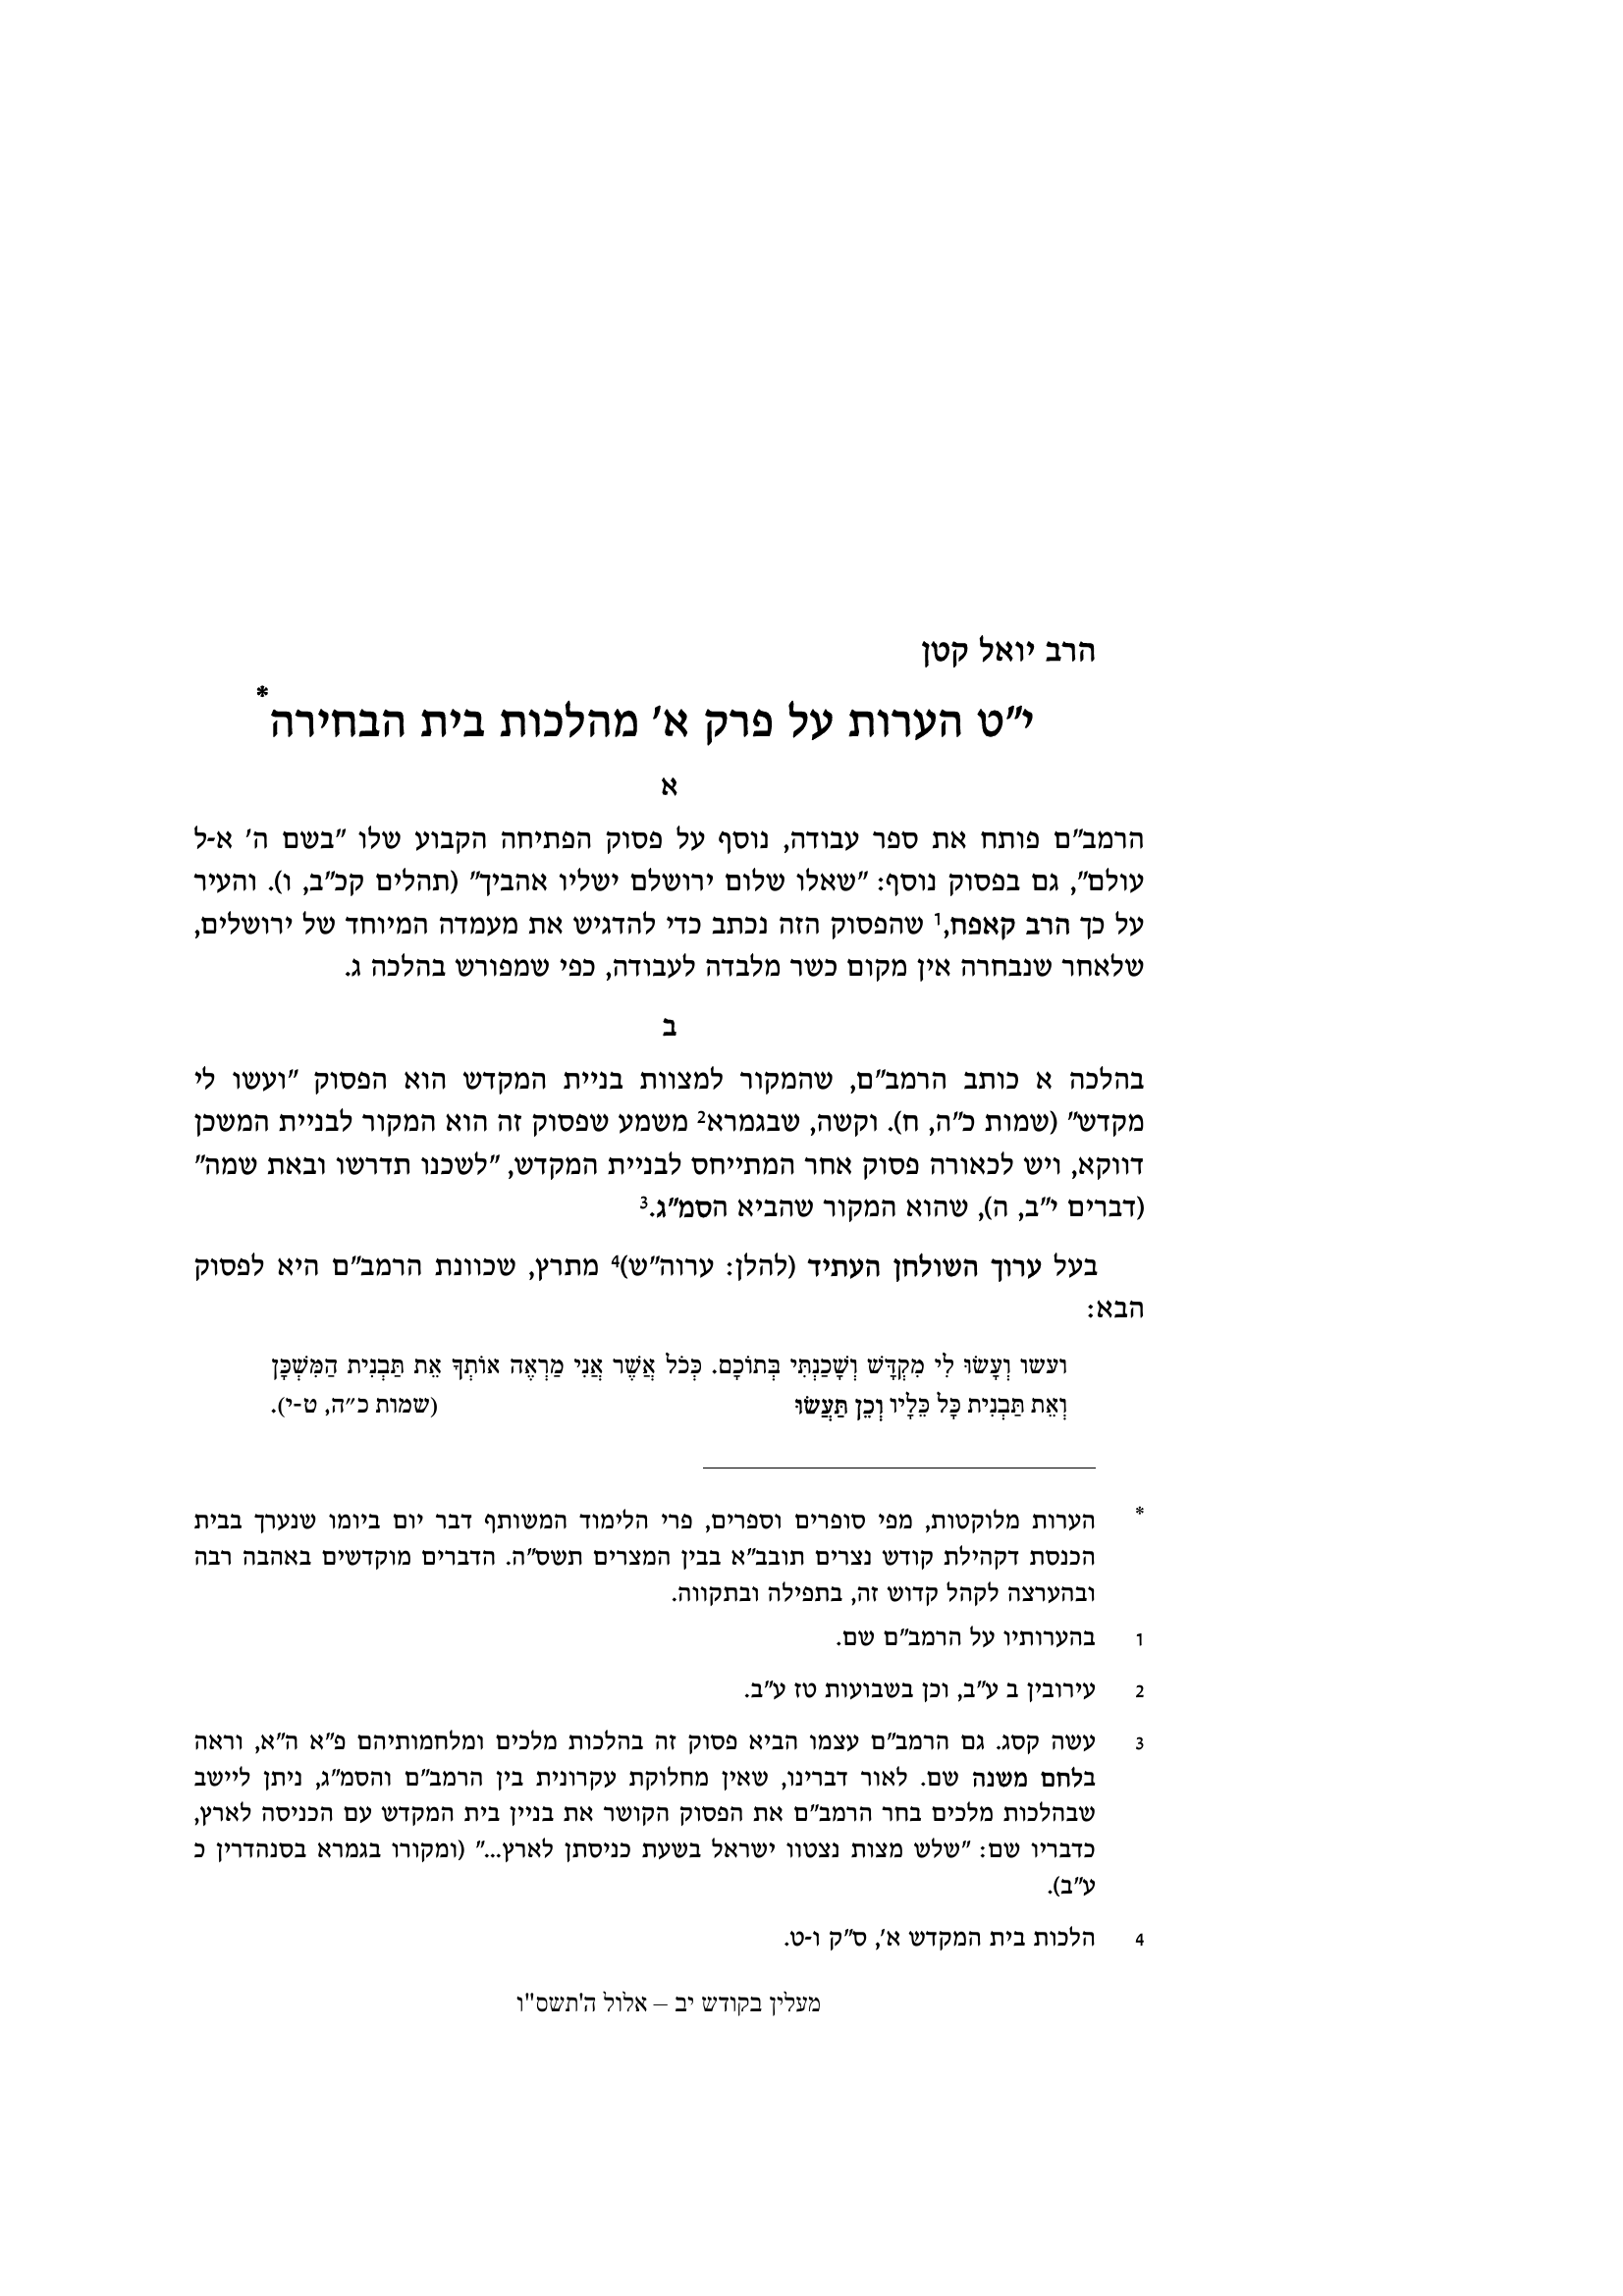 הרב יואל קטן
י"ט הערות על פרק א' מהלכות בית הבחירה*
א
הרמב"ם פותח את ספר עבודה, נוסף על פסוק הפתיחה הקבוע שלו "בשם ה' א-ל
עולם", גם בפסוק נוסף: "שאלו שלום ירושלם ישליו אהביך" (תהלים קכ"ב, ו). והעיר
על כך הרב קאפח,1 שהפסוק הזה נכתב כדי להדגיש את מעמדה המיוחד של ירושלים,
שלאחר שנבחרה אין מקום כשר מלבדה לעבודה, כפי שמפורש בהלכה ג.
ב
בהלכה א כותב הרמב"ם, שהמקור למצוות בניית המקדש הוא הפסוק "ועשו לי
מקדש" (שמות כ"ה, ח). וקשה, שבגמרא2 משמע שפסוק זה הוא המקור לבניית המשכן
דווקא, ויש לכאורה פסוק אחר המתייחס לבניית המקדש, "לשכנו תדרשו ובאת שמה"
(דברים י"ב, ה), שהוא המקור שהביא הסמ"ג.3
בעל ערוך השולחן העתיד (להלן: ערוה"ש)4 מתרץ, שכוונת הרמב"ם היא לפסוק
הבא:
ועשו וְעָשׂוּ לִי מִקְדָּשׁ וְשָׁכַנְתִּי בְּתוֹכָם. כְּכֹל אֲשֶׁר אֲנִי מַרְאֶה אוֹתְךָ אֵת תַּבְנִית הַמִּשְׁכָּן
וְאֵת תַּבְנִית כָּל כֵּלָיו וְכֵן תַּעֲשׂוּ (שמות כ״ה, ט-י).
* הערות מלוקטות, מפי סופרים וספרים, פרי הלימוד המשותף דבר יום ביומו שנערך בבית
הכנסת דקהילת קודש נצרים תובב"א בבין המצרים תשס"ה. הדברים מוקדשים באהבה רבה
ובהערצה לקהל קדוש זה, בתפילה ובתקווה.
1 בהערותיו על הרמב"ם שם.
2 עירובין ב ע"ב, וכן בשבועות טז ע"ב.
3 עשה קסג. גם הרמב"ם עצמו הביא פסוק זה בהלכות מלכים ומלחמותיהם פ"א ה"א, וראה
בלחם משנה שם. לאור דברינו, שאין מחלוקת עקרונית בין הרמב"ם והסמ"ג, ניתן ליישב
שבהלכות מלכים בחר הרמב"ם את הפסוק הקושר את בניין בית המקדש עם הכניסה לארץ,
כדבריו שם: "שלש מצות נצטוו ישראל בשעת כניסתן לארץ..." (ומקורו בגמרא בסנהדרין כ
ע"ב).
4 הלכות בית המקדש א', ס"ק ו-ט.
מעלין בקודש יב – אלול ה'תשס"ו